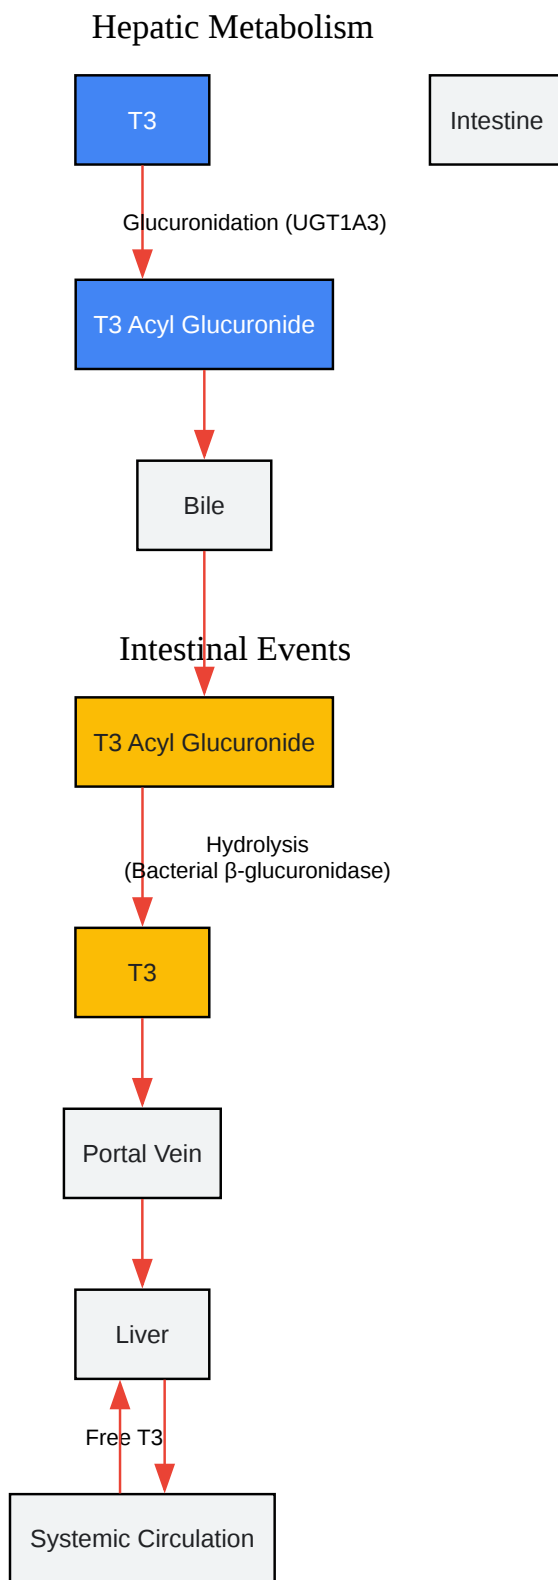 Hepatic Metabolism
T3
Intestine
Glucuronidation (UGT1A3)
T3 Acyl Glucuronide
Bile
Intestinal Events
T3 Acyl Glucuronide
Hydrolysis
(Bacterial β-glucuronidase)
T3
Portal Vein
Liver
Free T3
Systemic Circulation